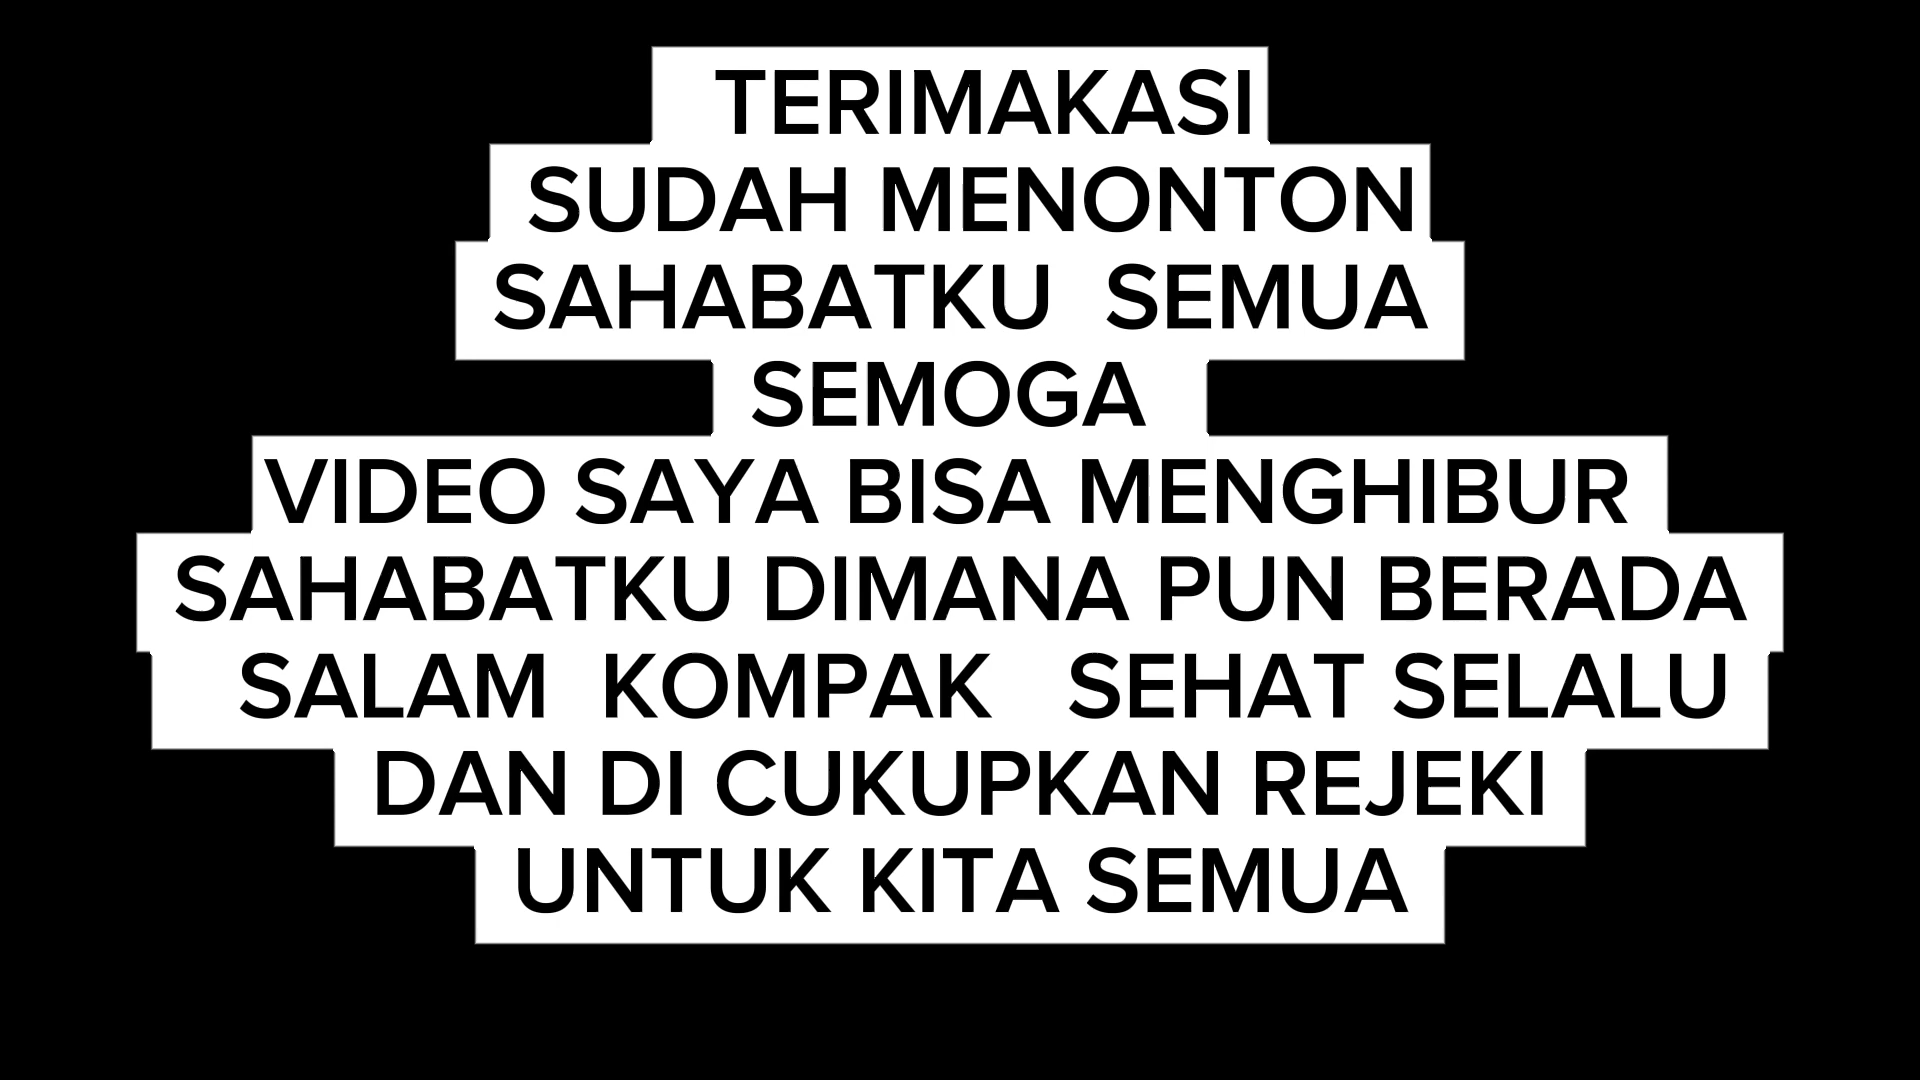 TERIMAKASI
SUDAH MENONTON
SAHABATKU SEMUA
SEMOGA
VIDEO SAYA BISA MENGHIBUR
SAHABATKU DIMANA PUN BERADA
SALAM KOMPAK SEHAT SELALU
DAN DI CUKUPKAN REJEKI
UNTUK KITA SEMUA